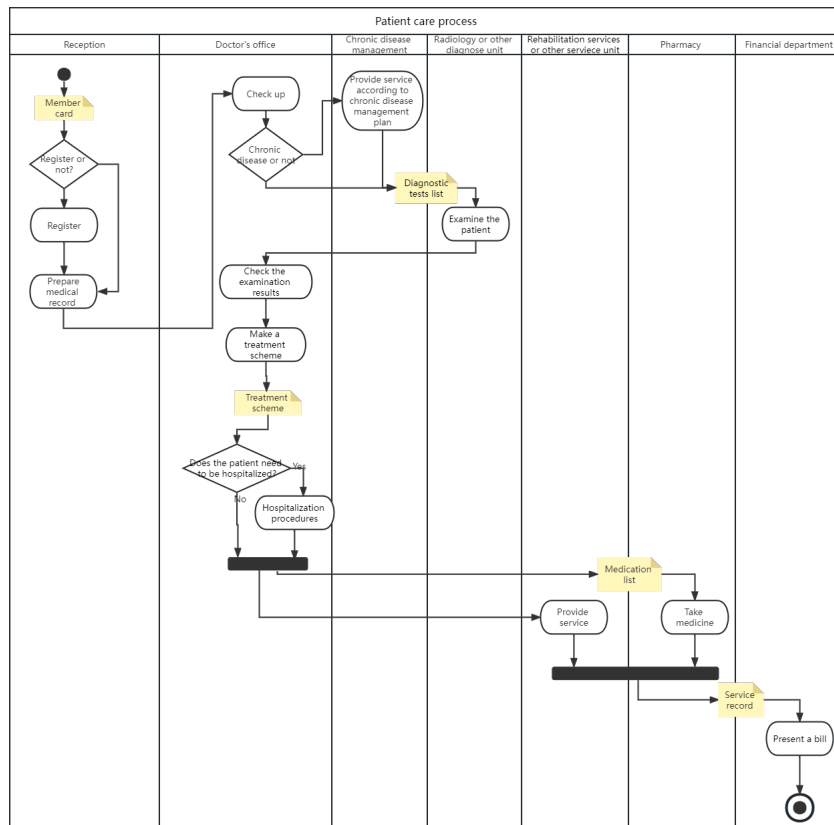 Patient care process
Reception
Doctor's office
Chronic disease
management
Radiology or other
diagnose unit
Rehabilitation services
or other serviece unit
Pharmacy
Financial department
Member
card
Register or
not?
Register
Prepare
medical
record
Check up
Chronic
disease or not
Provide service
according to
chronic disease
management
plan
Diagnostic
tests list
Examine the
patient
Check the
examination
results
Make a
treatment
scheme
Treatment
scheme
Does the patient need
to be hospitalized?
Yes
No
Hospitalization
procedures
Medication
list
Provide
service
Take
medicine
Service
record
Present a bill